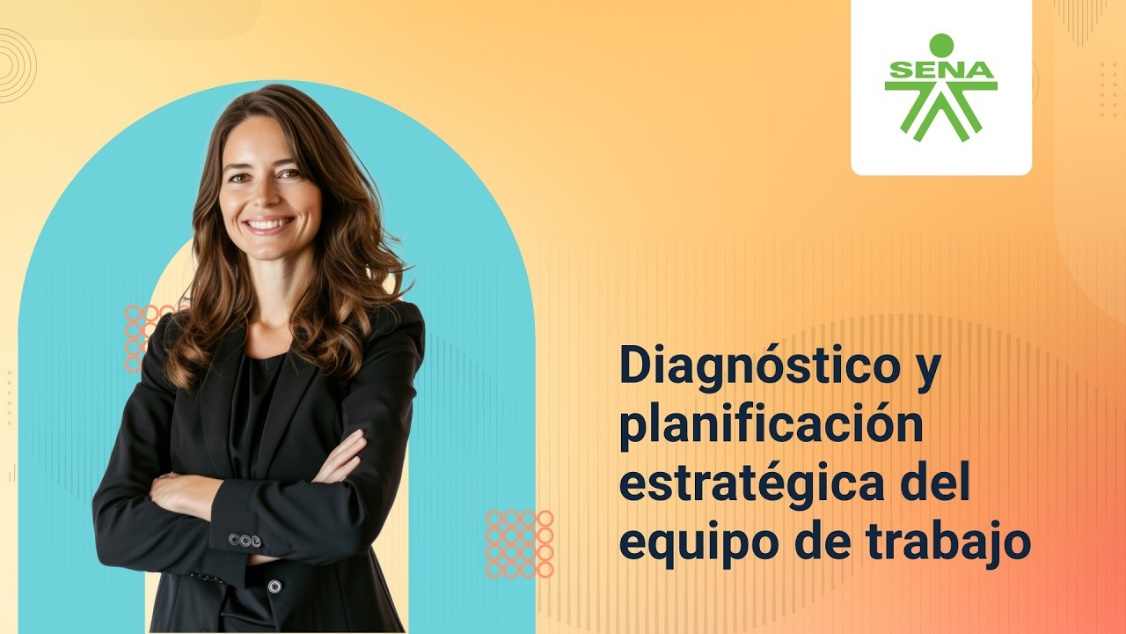 SENA
Diagnóstico y
planificación
estratégica del
equipo de trabajo